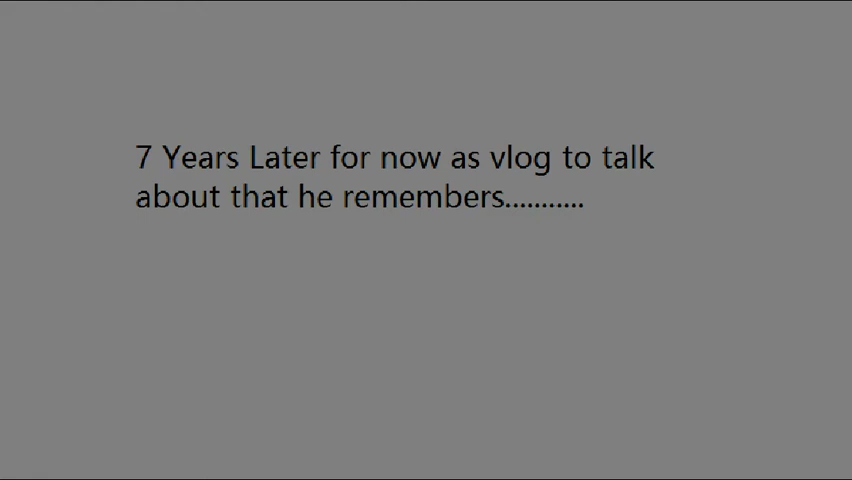 7 Years Later for now as vlog to talk
about that he remembers...........